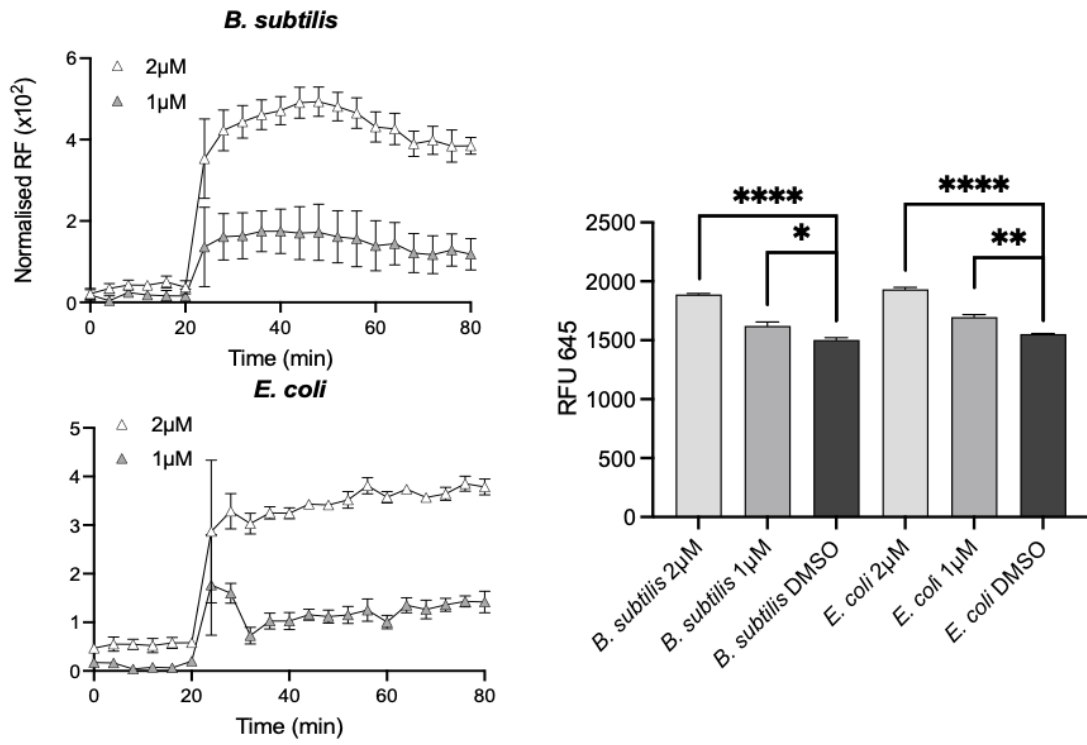 B. subtilis
2µM
1µM
Normalised RF (x10²)
6
4
2
0
0 20 40 60 80
Time (min)
E. coli
2µM
1µM
5
4
3
2
1
0
0 20 40 60 80
Time (min)
**** ****
* **
RFU 645
2500
2000
1500
1000
500
0
B. subtilis 2µM
B. subtilis 1µM
B. subtilis DMSO
E. coli 2µM
E. coli 1µM
E. coli DMSO